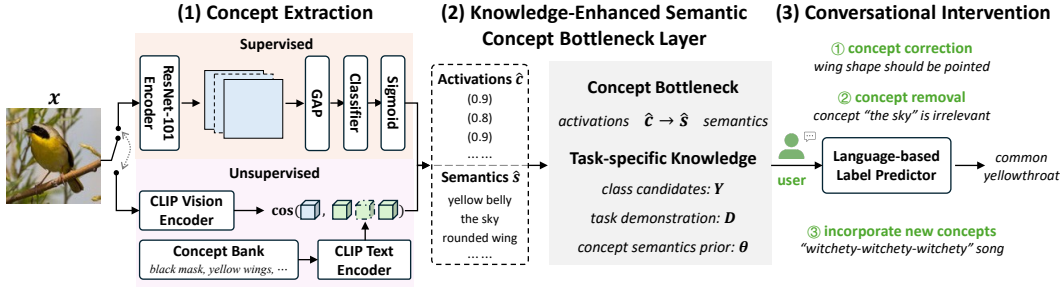 (1) Concept Extraction
Supervised
x
ResNet-101
Encoder
GAP
Classifier
Sigmoid
Unsupervised
CLIP Vision
Encoder
cos( , )
Concept Bank
black mask, yellow wings, ...
CLIP Text
Encoder
(2) Knowledge-Enhanced Semantic
Concept Bottleneck Layer
Activations ĉ
(0.9)
(0.8)
(0.9)
... ...
Semantics ŝ
yellow belly
the sky
rounded wing
... ...
Concept Bottleneck
activations ĉ → ŝ semantics
Task-specific Knowledge
class candidates: Y
task demonstration: D
concept semantics prior: θ
(3) Conversational Intervention
① concept correction
wing shape should be pointed
② concept removal
concept "the sky" is irrelevant
user
Language-based
Label Predictor
common
yellowthroat
③ incorporate new concepts
"witchety-witchety-witchety" song